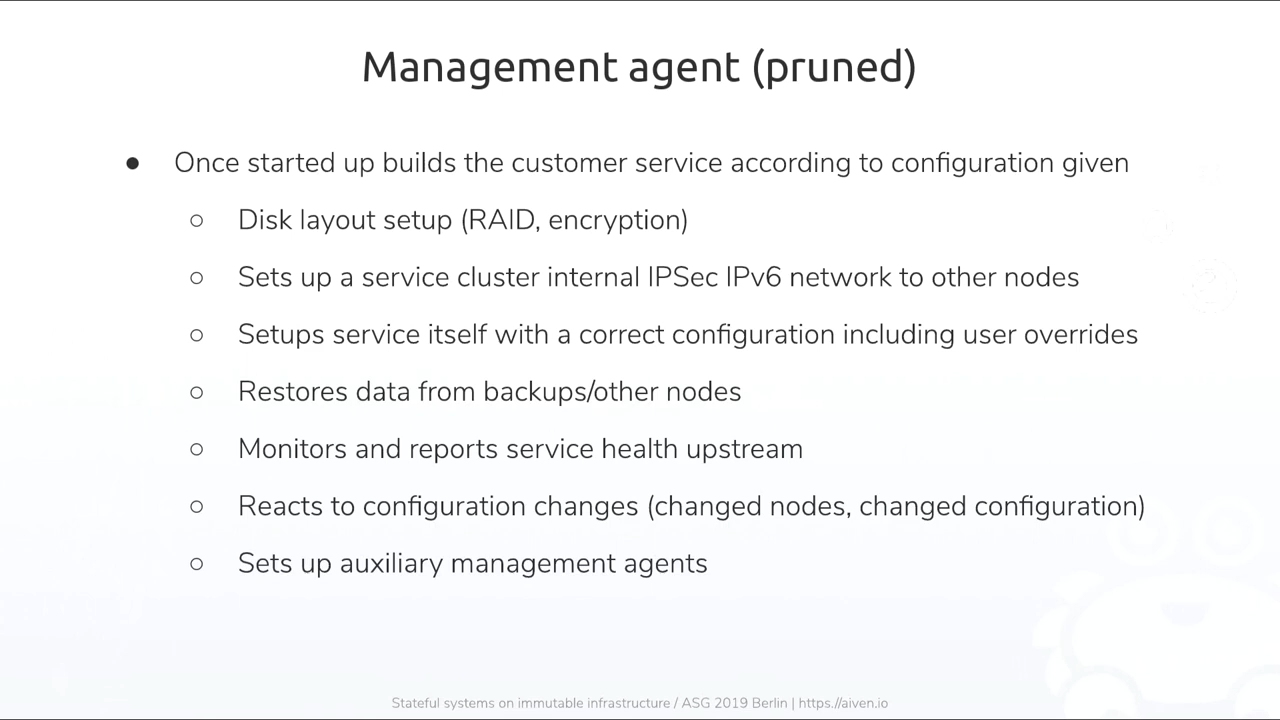 Management agent (pruned)
● Once started up builds the customer service according to configuration given
○ Disk layout setup (RAID, encryption)
○ Sets up a service cluster internal IPSec IPv6 network to other nodes
○ Setups service itself with a correct configuration including user overrides
○ Restores data from backups/other nodes
○ Monitors and reports service health upstream
○ Reacts to configuration changes (changed nodes, changed configuration)
○ Sets up auxiliary management agents
Stateful systems on immutable infrastructure / ASG 2019 Berlin | https://aiven.io